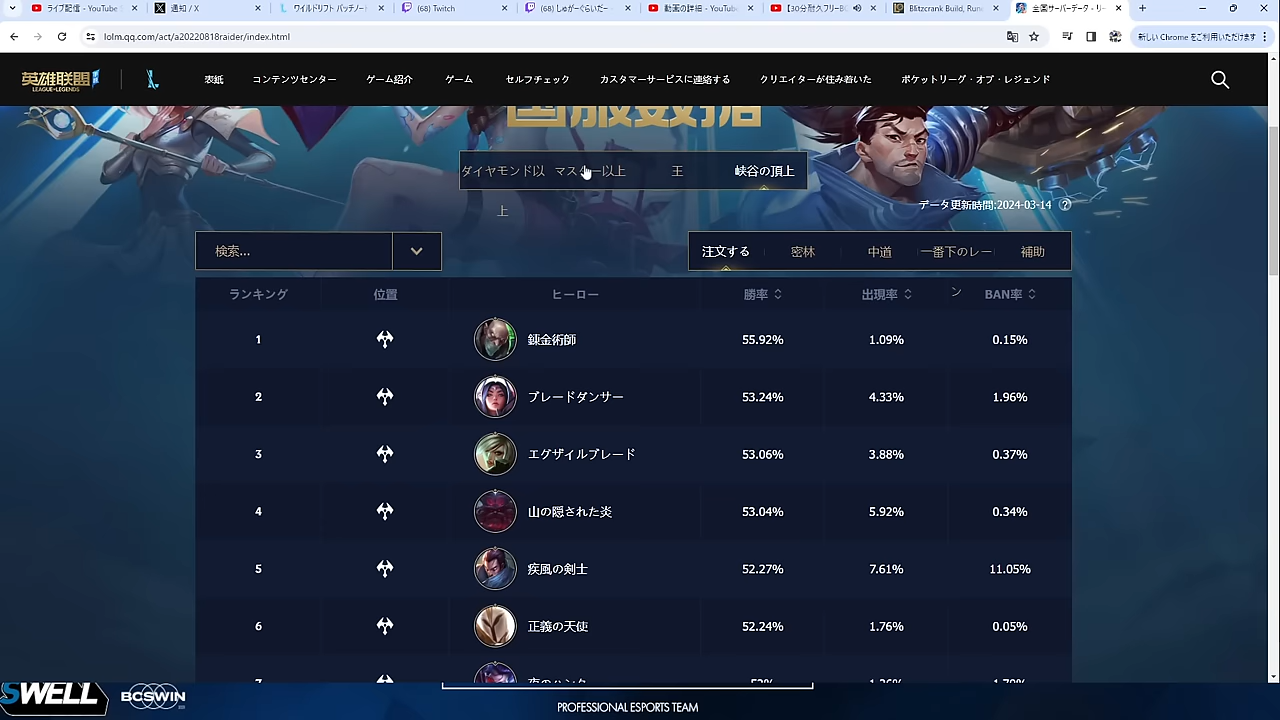 ライブ配信 - YouTube
通知 / X
ワイルドリフト パッチノート
(68) Twitch
(68) しゅがーぐらいだー
動画の詳細 - YouTube
【30分耐久フリーBG
Blitzcrank Build, Rune
全国サーバーデータ - リー
lolm.qq.com/act/a20220818raider/index.html
新しい Chrome をご利用いただけます
英雄联盟
LEAGUE OF LEGENDS
表紙
コンテンツセンター
ゲーム紹介
ゲーム
セルフチェック
カスタマーサービスに連絡する
クリエイターが住み着いた
ポケットリーグ・オブ・レジェンド
国服数据
ダイヤモンド以上
マスター以上
王
峡谷の頂上
データ更新時間:2024-03-14
検索...
注文する
密林
中道
一番下のレーン
補助
ランキング 位置 ヒーロー 勝率 出現率 BAN率
1 錬金術師 55.92% 1.09% 0.15%
2 ブレードダンサー 53.24% 4.33% 1.96%
3 エグザイルブレード 53.06% 3.88% 0.37%
4 山の隠された炎 53.04% 5.92% 0.34%
5 疾風の剣士 52.27% 7.61% 11.05%
6 正義の天使 52.24% 1.76% 0.05%
SWELL
BCSWIN
PROFESSIONAL ESPORTS TEAM